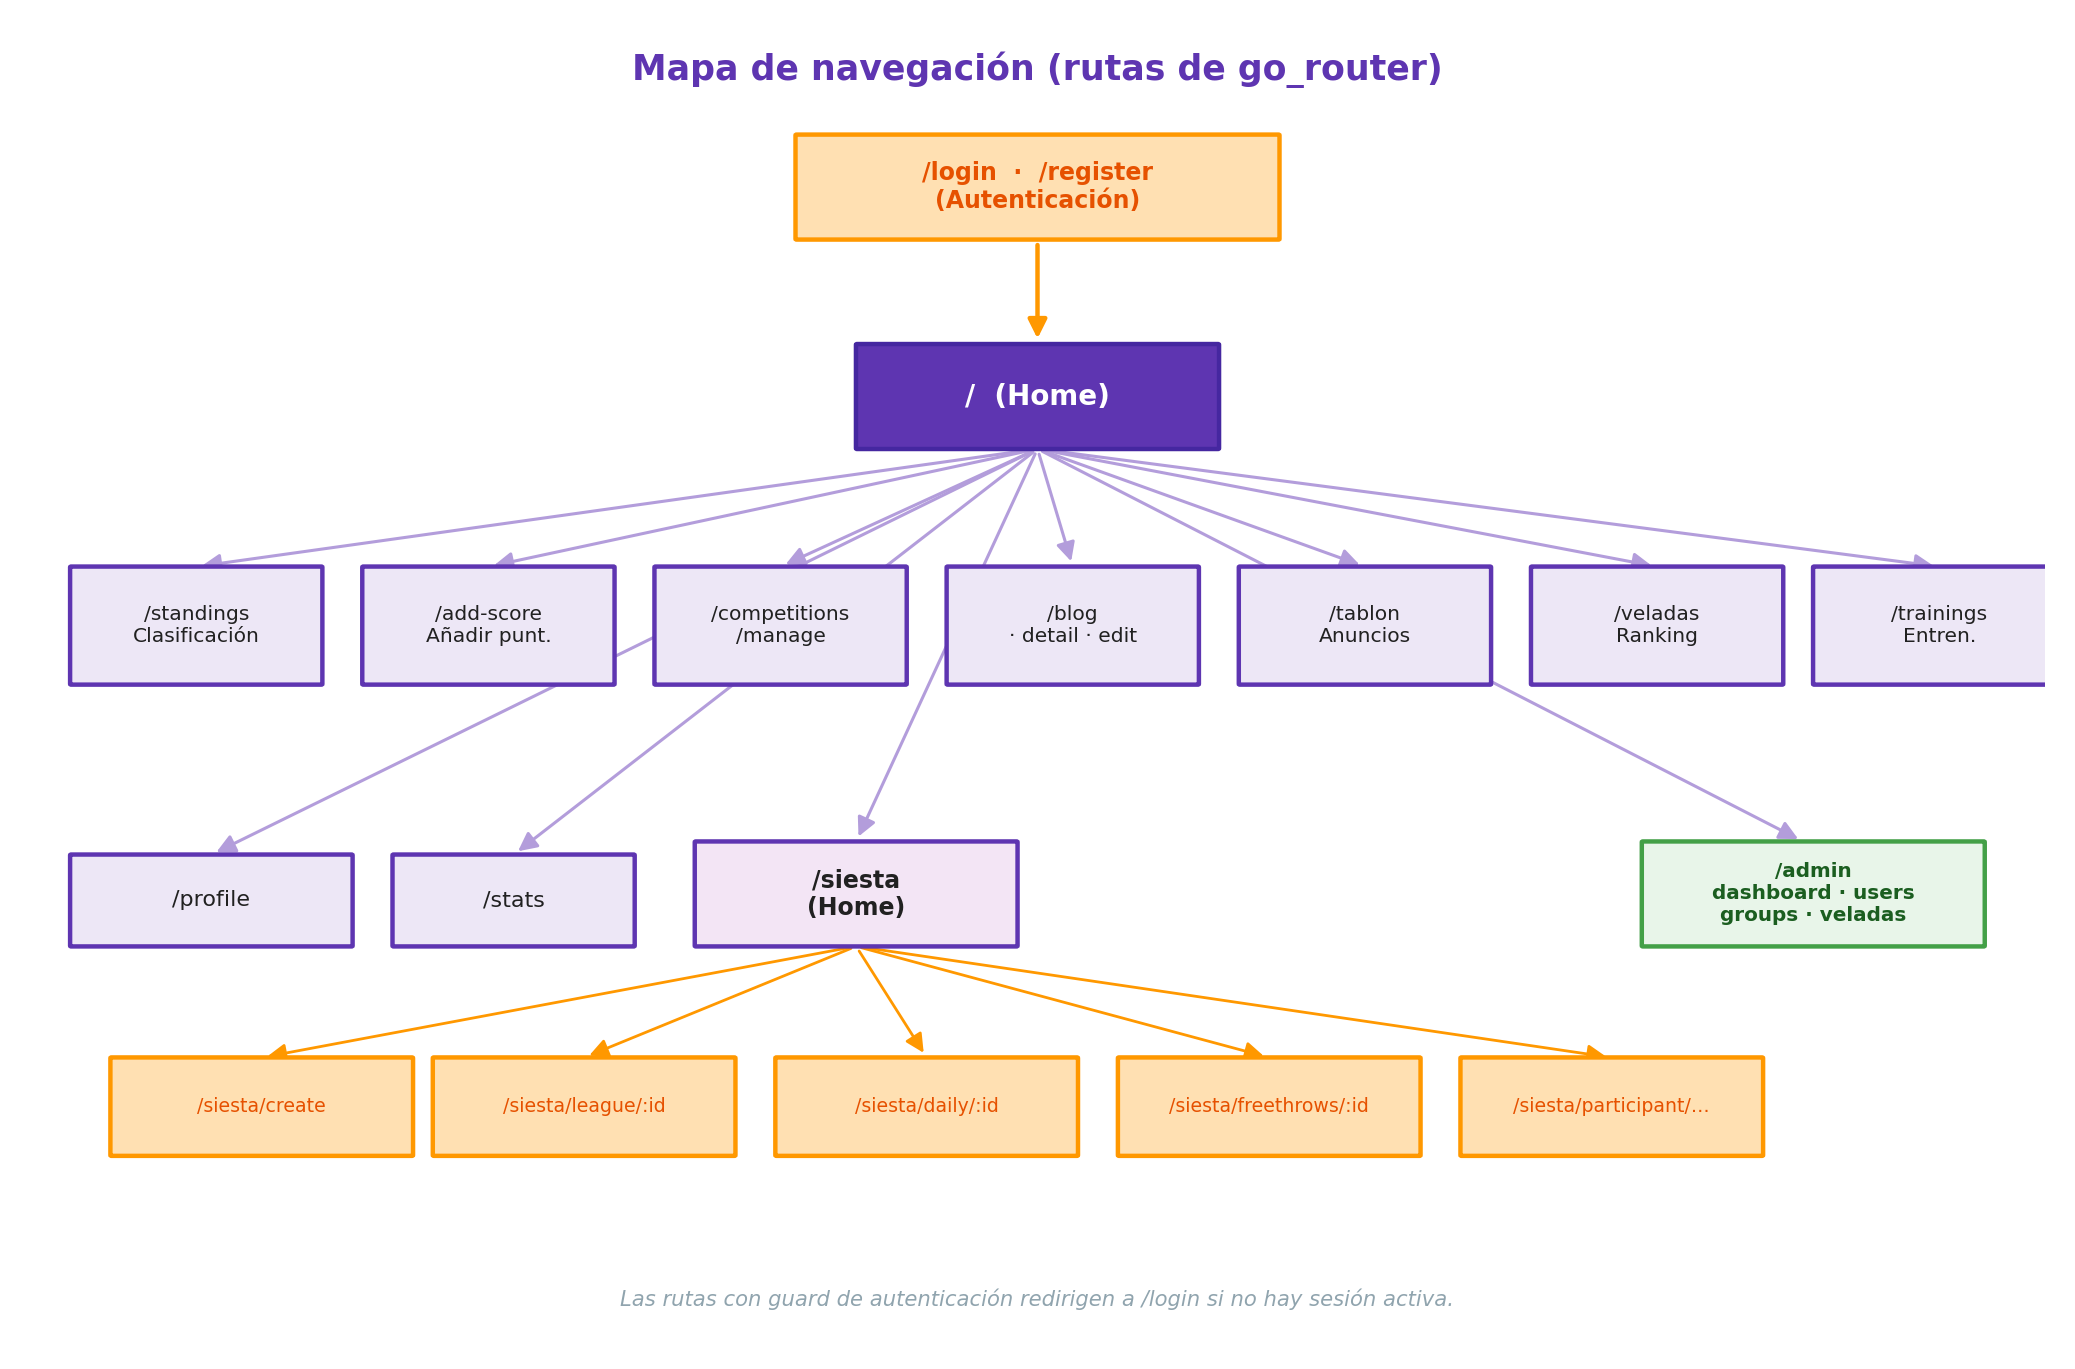 Mapa de navegación (rutas de go_router)
/login · /register
(Autenticación)
/ (Home)
/standings
Clasificación
/add-score
Añadir punt.
/competitions
/manage
/blog
· detail · edit
/tablon
Anuncios
/veladas
Ranking
/trainings
Entren.
/profile
/stats
/siesta
(Home)
/admin
dashboard · users
groups · veladas
/siesta/create
/siesta/league/:id
/siesta/daily/:id
/siesta/freethrows/:id
/siesta/participant/...
Las rutas con guard de autenticación redirigen a /login si no hay sesión activa.